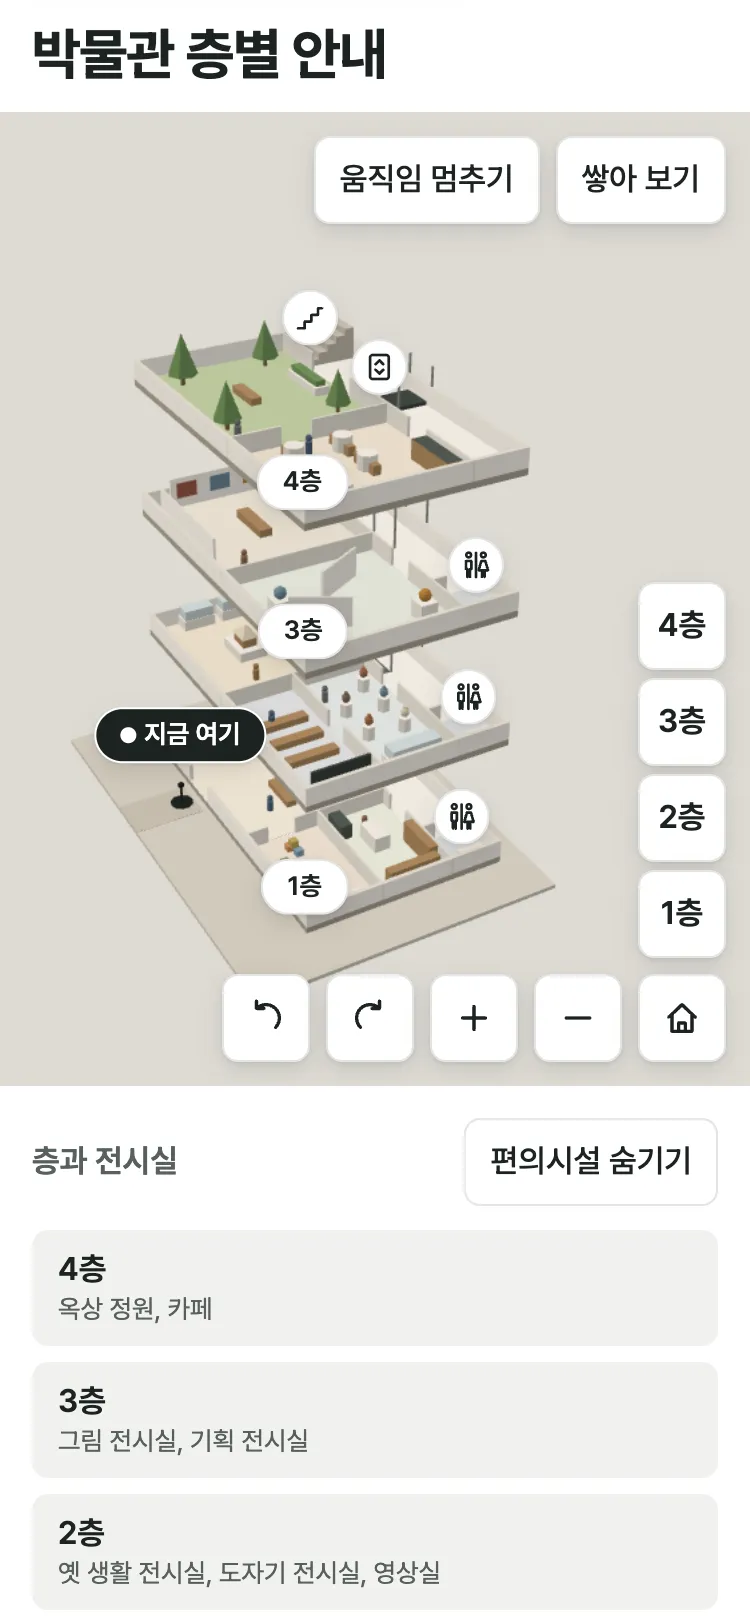 박물관 층별 안내
움직임 멈추기
쌓아 보기
4층
3층
지금 여기
1층
4층
3층
2층
1층
층과 전시실
편의시설 숨기기
4층
옥상 정원, 카페
3층
그림 전시실, 기획 전시실
2층
옛 생활 전시실, 도자기 전시실, 영상실